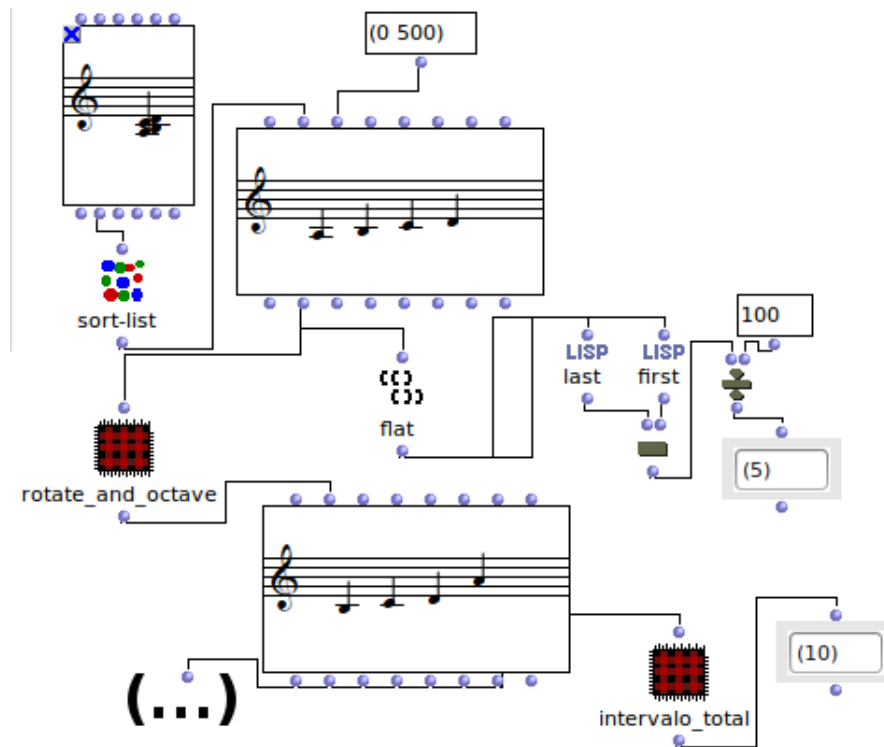 (0 500)
sort-list
100
LISP
LISP
last
first
flat
(5)
rotate_and_octave
(10)
(...)
intervalo_total